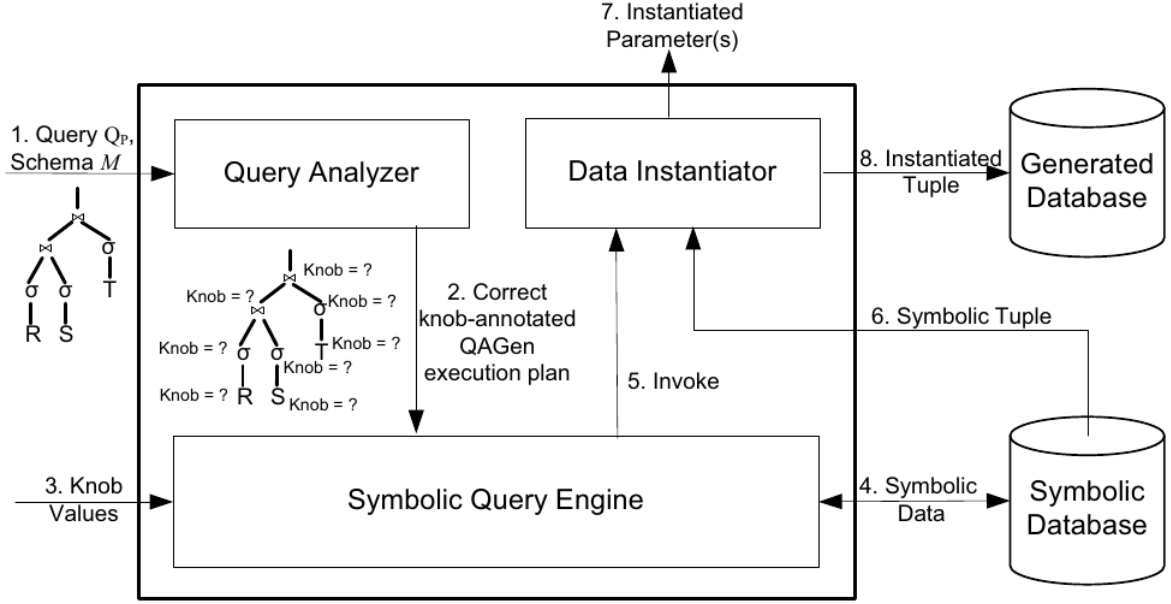 7. Instantiated
Parameter(s)
1. Query Qₚ,
Schema M
Query Analyzer
Data Instantiator
8. Instantiated
Tuple
Generated
Database
⋈
⋈ σ
σ σ T
R S
⋈ Knob = ?
Knob = ? ⋈ σ Knob = ?
Knob = ? σ σ T Knob = ?
Knob = ?
Knob = ? R S Knob = ?
2. Correct
knob-annotated
QAGen
execution plan
5. Invoke
6. Symbolic Tuple
3. Knob
Values
Symbolic Query Engine
4. Symbolic
Data
Symbolic
Database